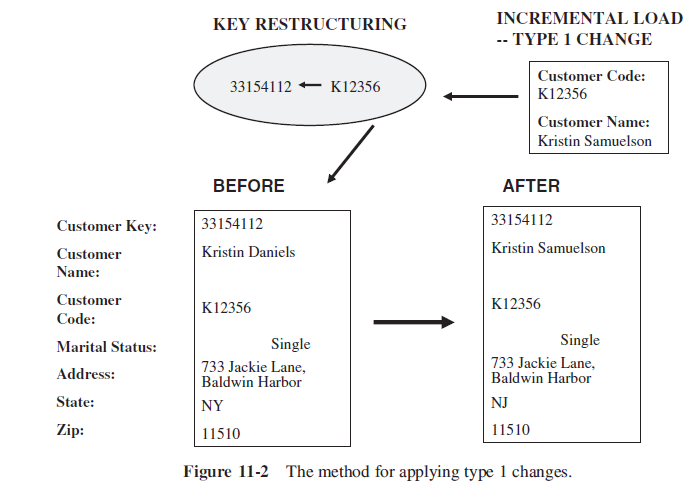 KEY RESTRUCTURING
INCREMENTAL LOAD
-- TYPE 1 CHANGE
33154112
K12356
Customer Code:
K12356
Customer Name:
Kristin Samuelson
BEFORE
AFTER
Customer Key:
33154112
33154112
Customer
Name:
Kristin Daniels
Kristin Samuelson
Customer
Code:
K12356
K12356
Marital Status:
Single
Single
Address:
733 Jackie Lane,
Baldwin Harbor
733 Jackie Lane,
Baldwin Harbor
State:
NY
NJ
Zip:
11510
11510
Figure 11-2 The method for applying type 1 changes.